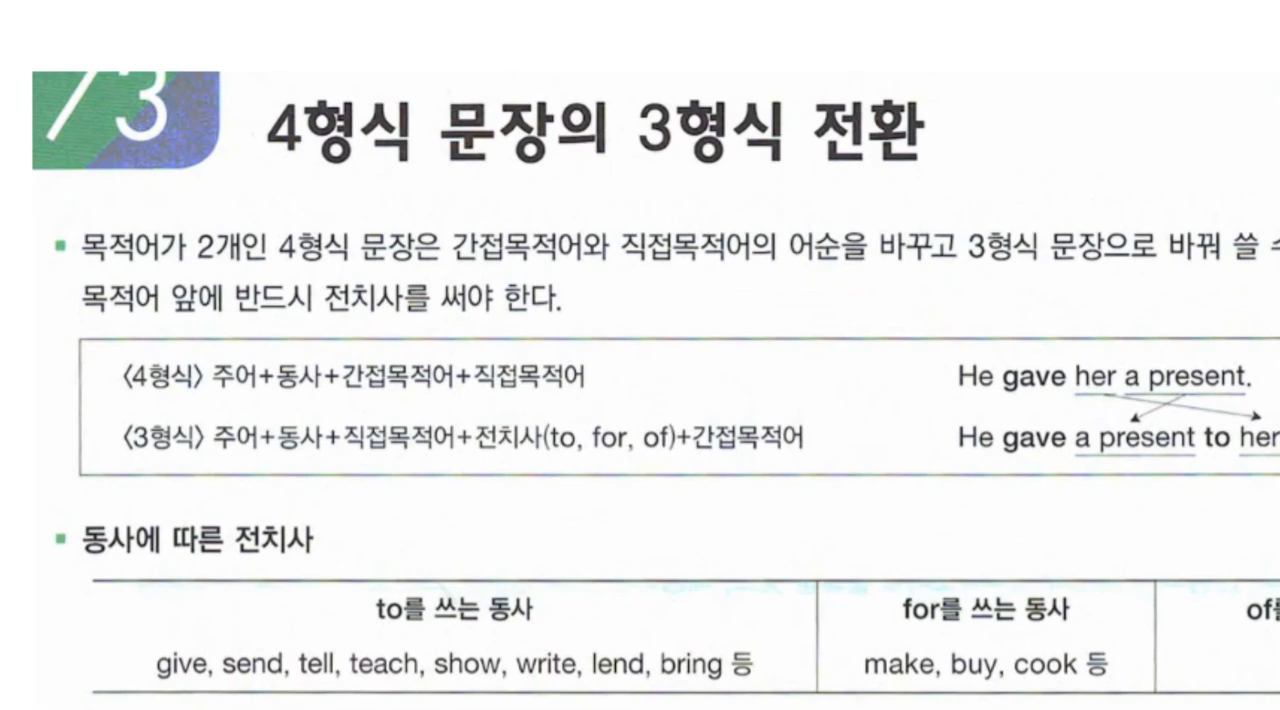 73
4형식 문장의 3형식 전환
목적어가 2개인 4형식 문장은 간접목적어와 직접목적어의 어순을 바꾸고 3형식 문장으로 바꿔 쓸
목적어 앞에 반드시 전치사를 써야 한다.
〈4형식〉 주어+동사+간접목적어+직접목적어 He gave her a present.
〈3형식〉 주어+동사+직접목적어+전치사(to, for, of)+간접목적어 He gave a present to her
동사에 따른 전치사
to를 쓰는 동사 for를 쓰는 동사 of를
give, send, tell, teach, show, write, lend, bring 등 make, buy, cook 등